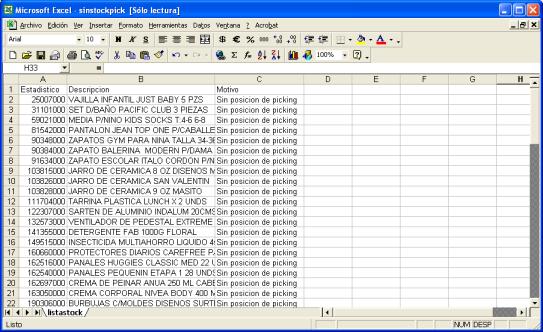 Microsoft Excel - sinstockpick [Sólo lectura]
Archivo Edición Ver Insertar Formato Herramientas Datos Ventana ? Acrobat
Arial 10 N K S € % 000
Σ fx 100% ?
H33 =
A B C D E F G H
1 Estadistico Descripcion Motivo
2 25007000 VAJILLA INFANTIL JUST BABY 5 PZS Sin posicion de picking
3 31101000 SET D/BAÑO PACIFIC CLUB 3 PIEZAS Sin posicion de picking
4 59021000 MEDIA P/NINO KIDS SOCKS T.4-6 6-8 Sin posicion de picking
5 81542000 PANTALON JEAN TOP ONE P/CABALLE Sin posicion de picking
6 90348000 ZAPATOS GYM PARA NINA TALLA 34-36 Sin posicion de picking
7 90384000 ZAPATO BALERINA MODERN P/DAMA Sin posicion de picking
8 91634000 ZAPATO ESCOLAR ITALO CORDON P/N Sin posicion de picking
9 103815000 JARRO DE CERAMICA 8 OZ DISENOS M Sin posicion de picking
10 103826000 JARRO DE CERAMICA SAN VALENTIN Sin posicion de picking
11 103828000 JARRO DE CERAMICA 9 OZ MASITO Sin posicion de picking
12 111704000 TARRINA PLASTICA LUNCH X 2 UNDS Sin posicion de picking
13 122307000 SARTEN DE ALUMINIO INDALUM 20CMS Sin posicion de picking
14 132573000 VENTILADOR DE PEDESTAL EXTREME Sin posicion de picking
15 141355000 DETERGENTE FAB 1000G FLORAL Sin posicion de picking
16 149515000 INSECTICIDA MULTIAHORRO LIQUIDO 4 Sin posicion de picking
17 160660000 PROTECTORES DIARIOS CAREFREE P/ Sin posicion de picking
18 162516000 PANALES HUGGIES CLASSIC MED 22 U Sin posicion de picking
19 162540000 PANALES PEQUENIN ETAPA 1 28 UNDS Sin posicion de picking
20 162697000 CREMA DE PEINAR ANUA 250 ML CABE Sin posicion de picking
21 163050000 CREMA CORPORAL NIVEA BODY 400 M Sin posicion de picking
22 190306000 BURBUJAS C/MOLDES DISENOS SURTI Sin posicion de picking
listastock
Listo NUM DESP